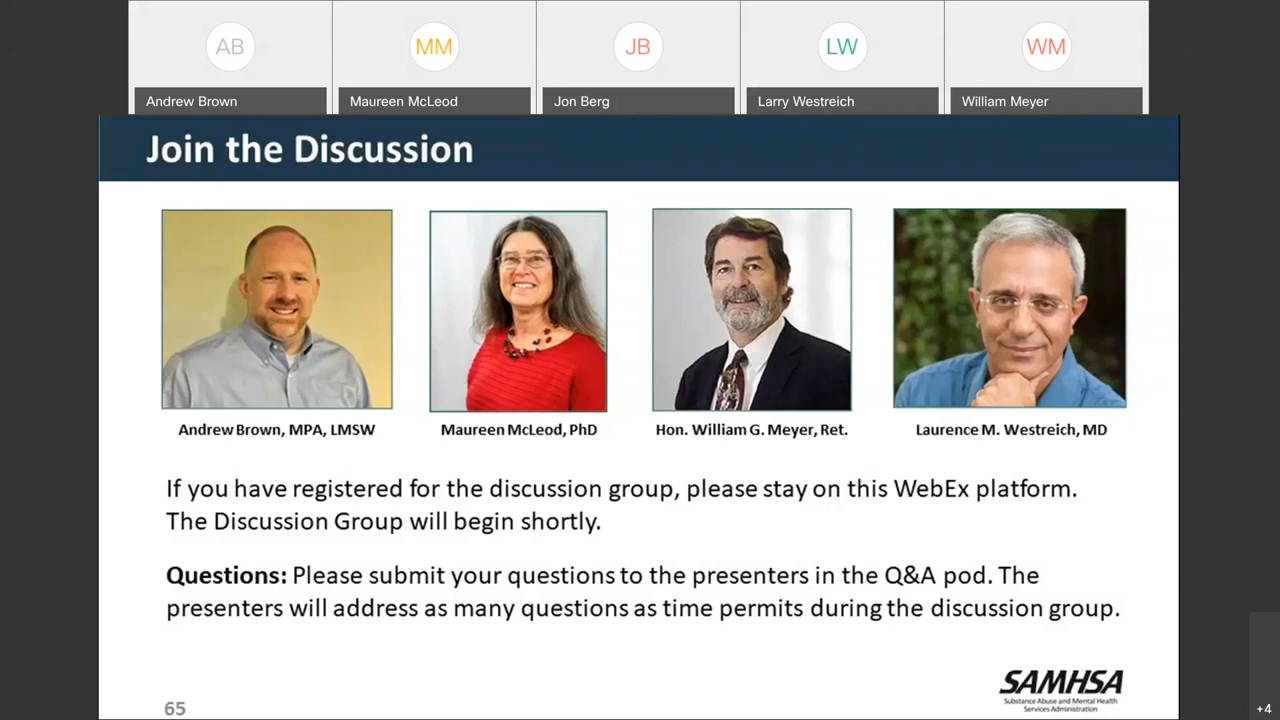 AB
MM
JB
LW
WM
Andrew Brown
Maureen McLeod
Jon Berg
Larry Westreich
William Meyer
Join the Discussion
Andrew Brown, MPA, LMSW
Maureen McLeod, PhD
Hon. William G. Meyer, Ret.
Laurence M. Westreich, MD
If you have registered for the discussion group, please stay on this WebEx platform.
The Discussion Group will begin shortly.
Questions: Please submit your questions to the presenters in the Q&A pod. The
presenters will address as many questions as time permits during the discussion group.
SAMHSA
Substance Abuse and Mental Health
Services Administration
65
+4